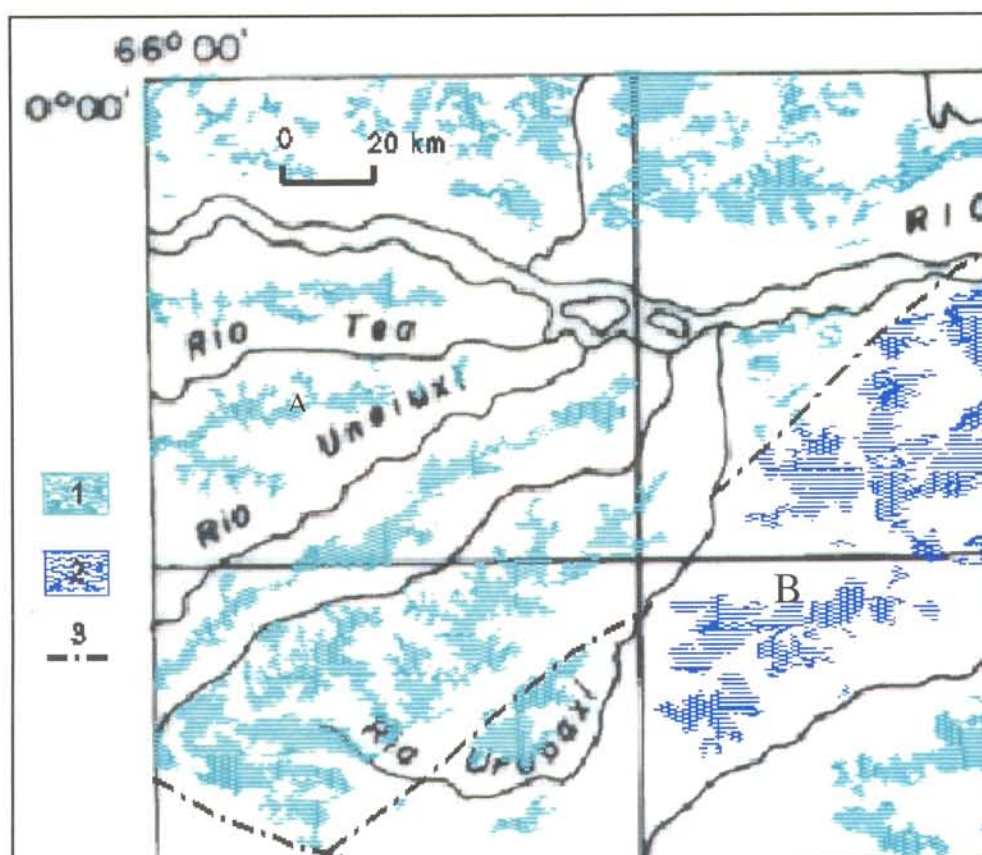 66° 00'
0°00'
0 20 km
RIO
Rio Tea
A
Uneiuxi
Rio
1
2
B
3
Rio Urubaxi